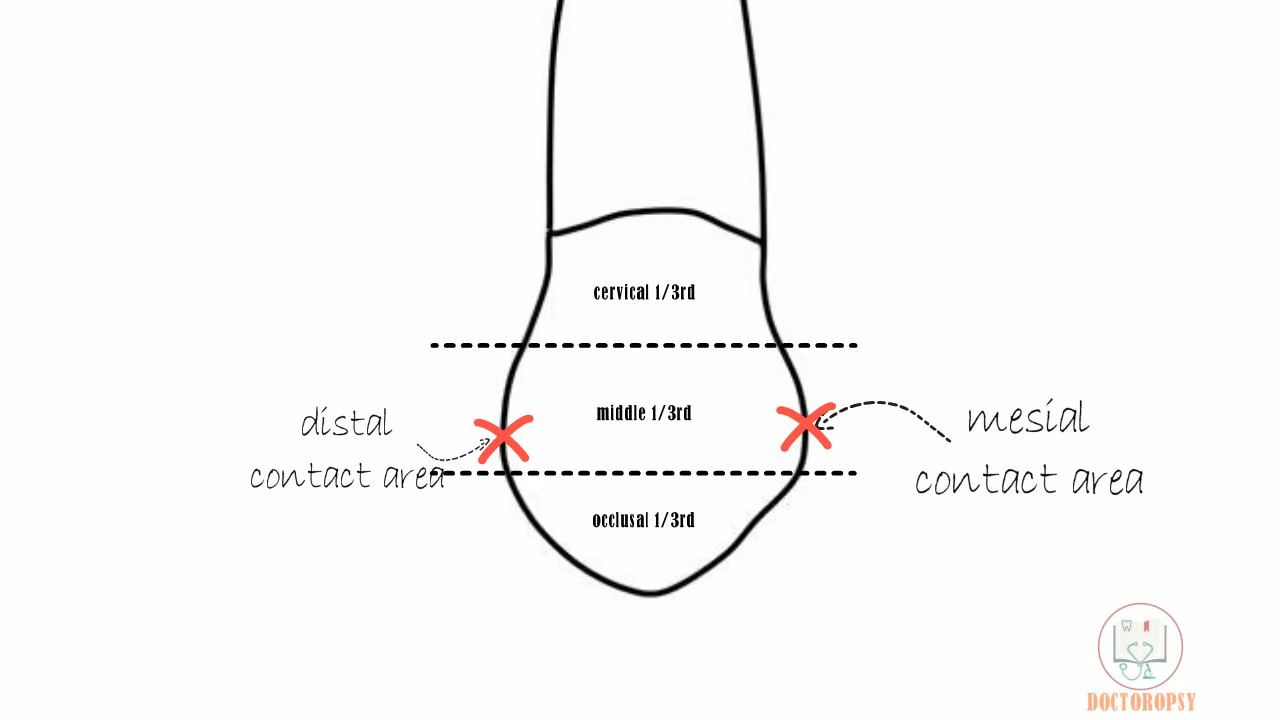 cervical 1/3rd
middle 1/3rd
distal
contact area
mesial
contact area
occlusal 1/3rd
DOCTOROPSY